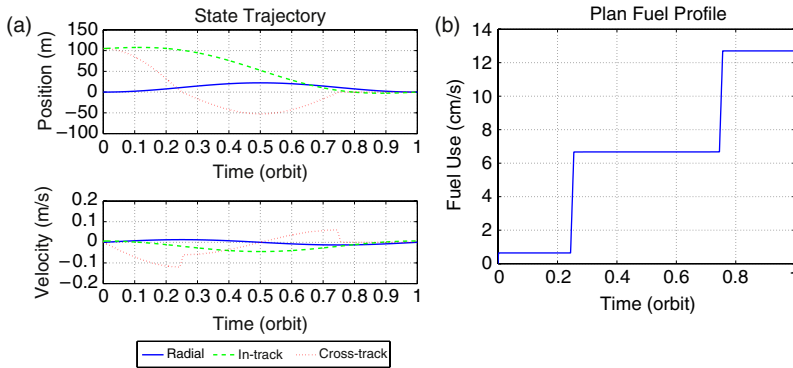 (a)
State Trajectory
150
100
50
0
−50
−100
Position (m)
0 0.1 0.2 0.3 0.4 0.5 0.6 0.7 0.8 0.9 1
Time (orbit)
0.2
0.1
0
−0.1
−0.2
Velocity (m/s)
0 0.1 0.2 0.3 0.4 0.5 0.6 0.7 0.8 0.9 1
Time (orbit)
Radial In-track Cross-track
(b)
Plan Fuel Profile
14
12
10
8
6
4
2
0
Fuel Use (cm/s)
0 0.2 0.4 0.6 0.8 1
Time (orbit)